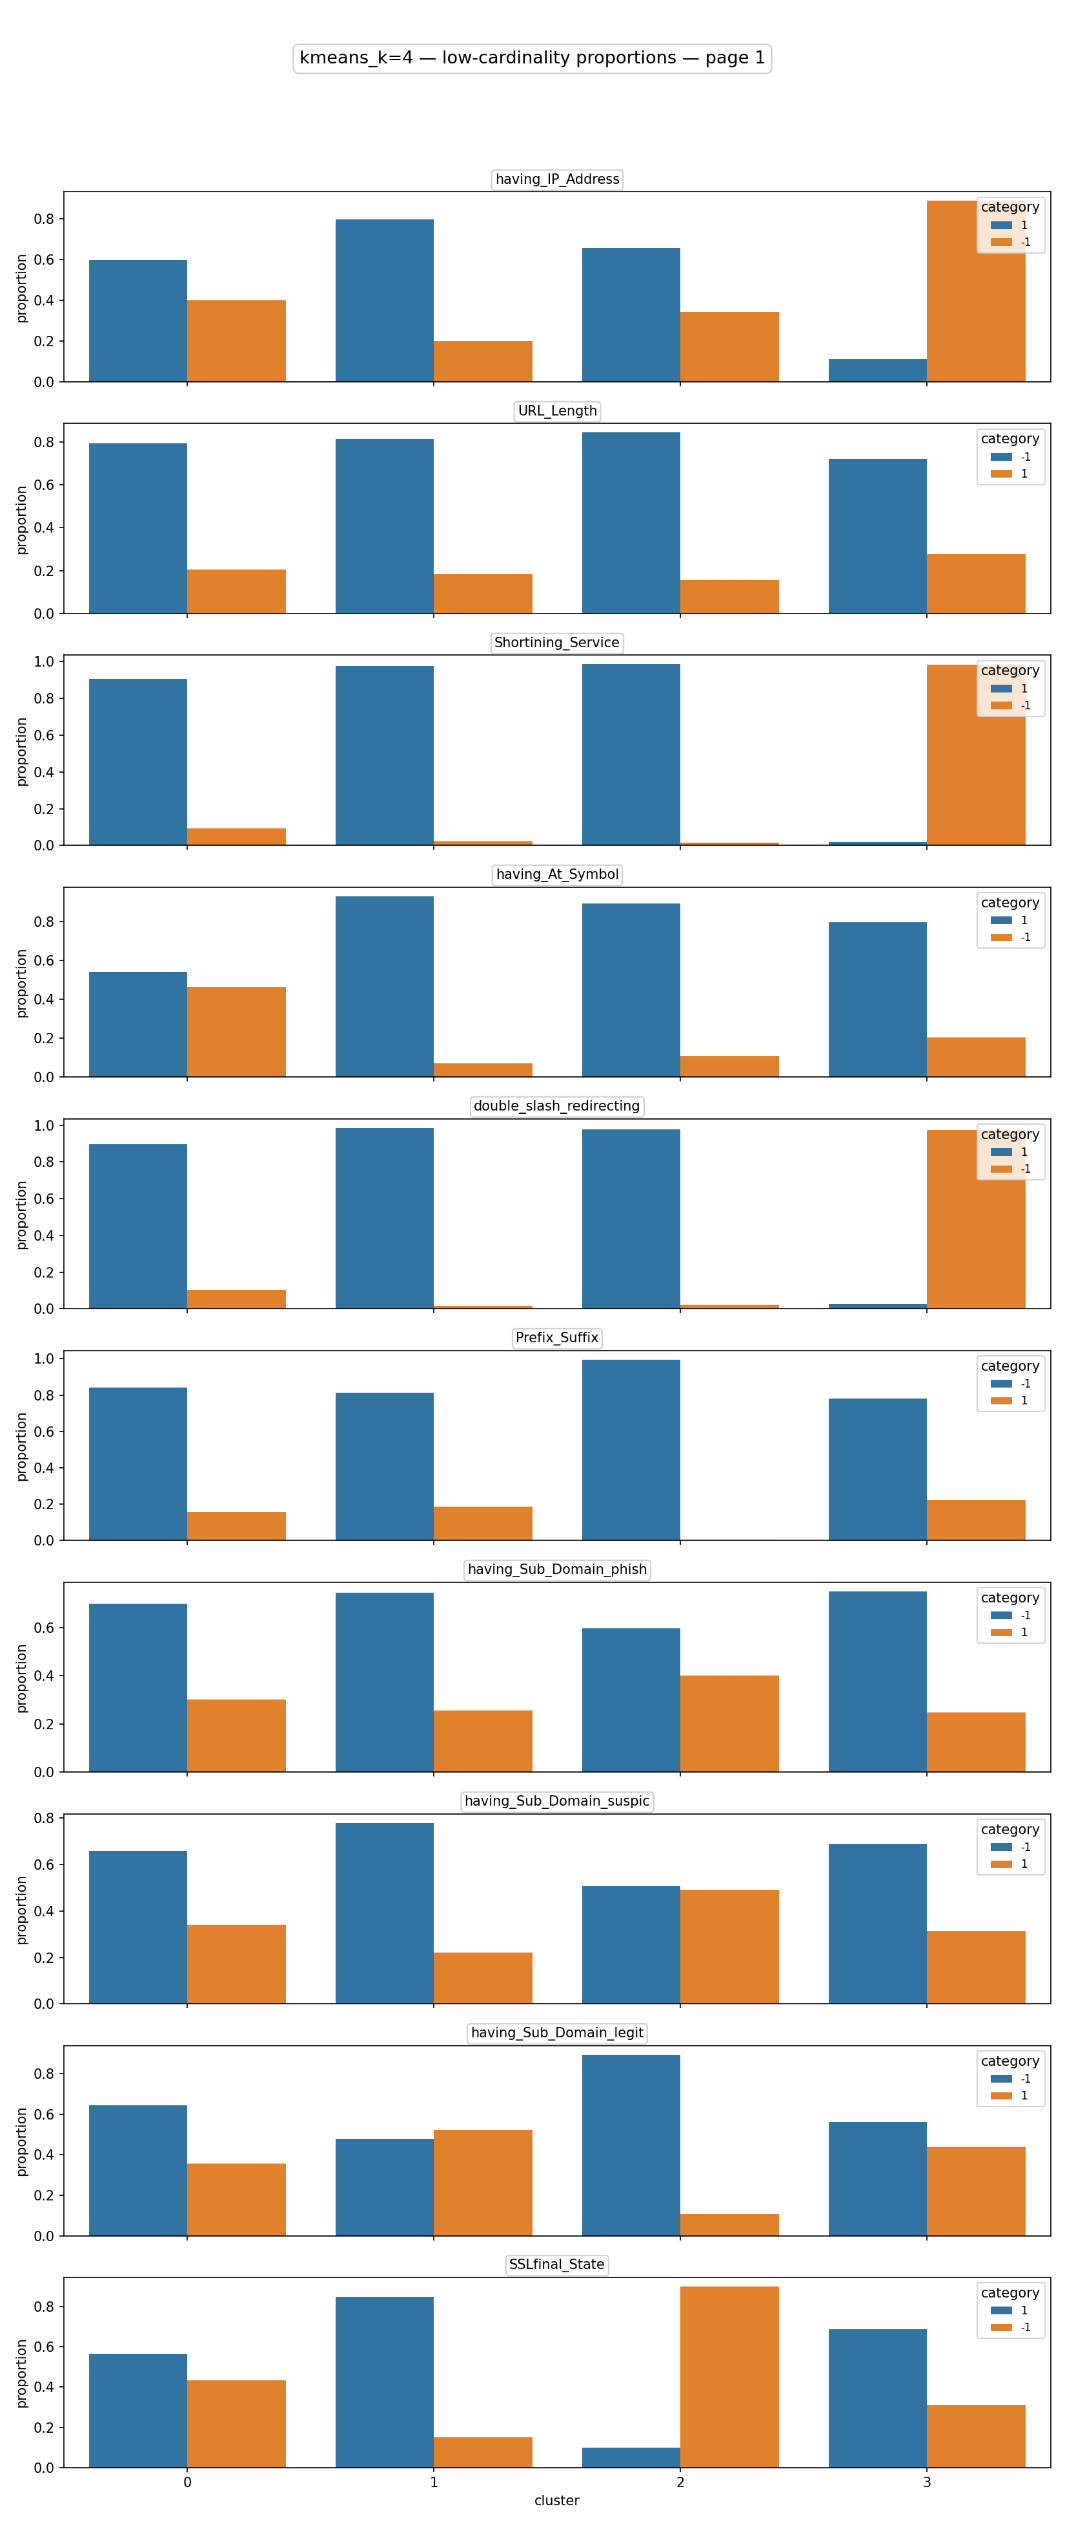 kmeans_k=4 — low-cardinality proportions — page 1
having_IP_Address
proportion
0.8
0.6
0.4
0.2
0.0
category
1
-1
URL_Length
proportion
0.8
0.6
0.4
0.2
0.0
category
-1
1
Shortining_Service
proportion
1.0
0.8
0.6
0.4
0.2
0.0
category
1
-1
having_At_Symbol
proportion
0.8
0.6
0.4
0.2
0.0
category
1
-1
double_slash_redirecting
proportion
1.0
0.8
0.6
0.4
0.2
0.0
category
1
-1
Prefix_Suffix
proportion
1.0
0.8
0.6
0.4
0.2
0.0
category
-1
1
having_Sub_Domain_phish
proportion
0.6
0.4
0.2
0.0
category
-1
1
having_Sub_Domain_suspic
proportion
0.8
0.6
0.4
0.2
0.0
category
-1
1
having_Sub_Domain_legit
proportion
0.8
0.6
0.4
0.2
0.0
category
-1
1
SSLfinal_State
proportion
0.8
0.6
0.4
0.2
0.0
category
1
-1
0 1 2 3
cluster